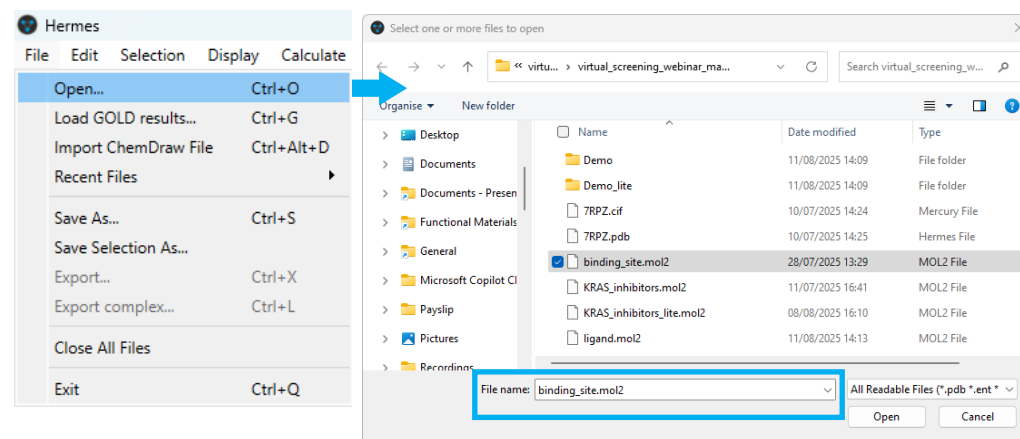 Hermes
File Edit Selection Display Calculate
Open... Ctrl+O
Load GOLD results... Ctrl+G
Import ChemDraw File Ctrl+Alt+D
Recent Files
Save As... Ctrl+S
Save Selection As...
Export... Ctrl+X
Export complex... Ctrl+L
Close All Files
Exit Ctrl+Q
Select one or more files to open
« virtu... › virtual_screening_webinar_ma... Search virtual_screening_w...
Organise New folder
Desktop
Documents
Documents - Presen
Functional Materials
General
Microsoft Copilot Cl
Payslip
Pictures
Recordings
Name Date modified Type
Demo 11/08/2025 14:09 File folder
Demo_lite 11/08/2025 14:09 File folder
7RPZ.cif 10/07/2025 14:24 Mercury File
7RPZ.pdb 10/07/2025 14:25 Hermes File
binding_site.mol2 28/07/2025 13:29 MOL2 File
KRAS_inhibitors.mol2 11/07/2025 16:41 MOL2 File
KRAS_inhibitors_lite.mol2 08/08/2025 16:10 MOL2 File
ligand.mol2 11/08/2025 14:13 MOL2 File
File name: binding_site.mol2 All Readable Files (*.pdb *.ent *
Open Cancel